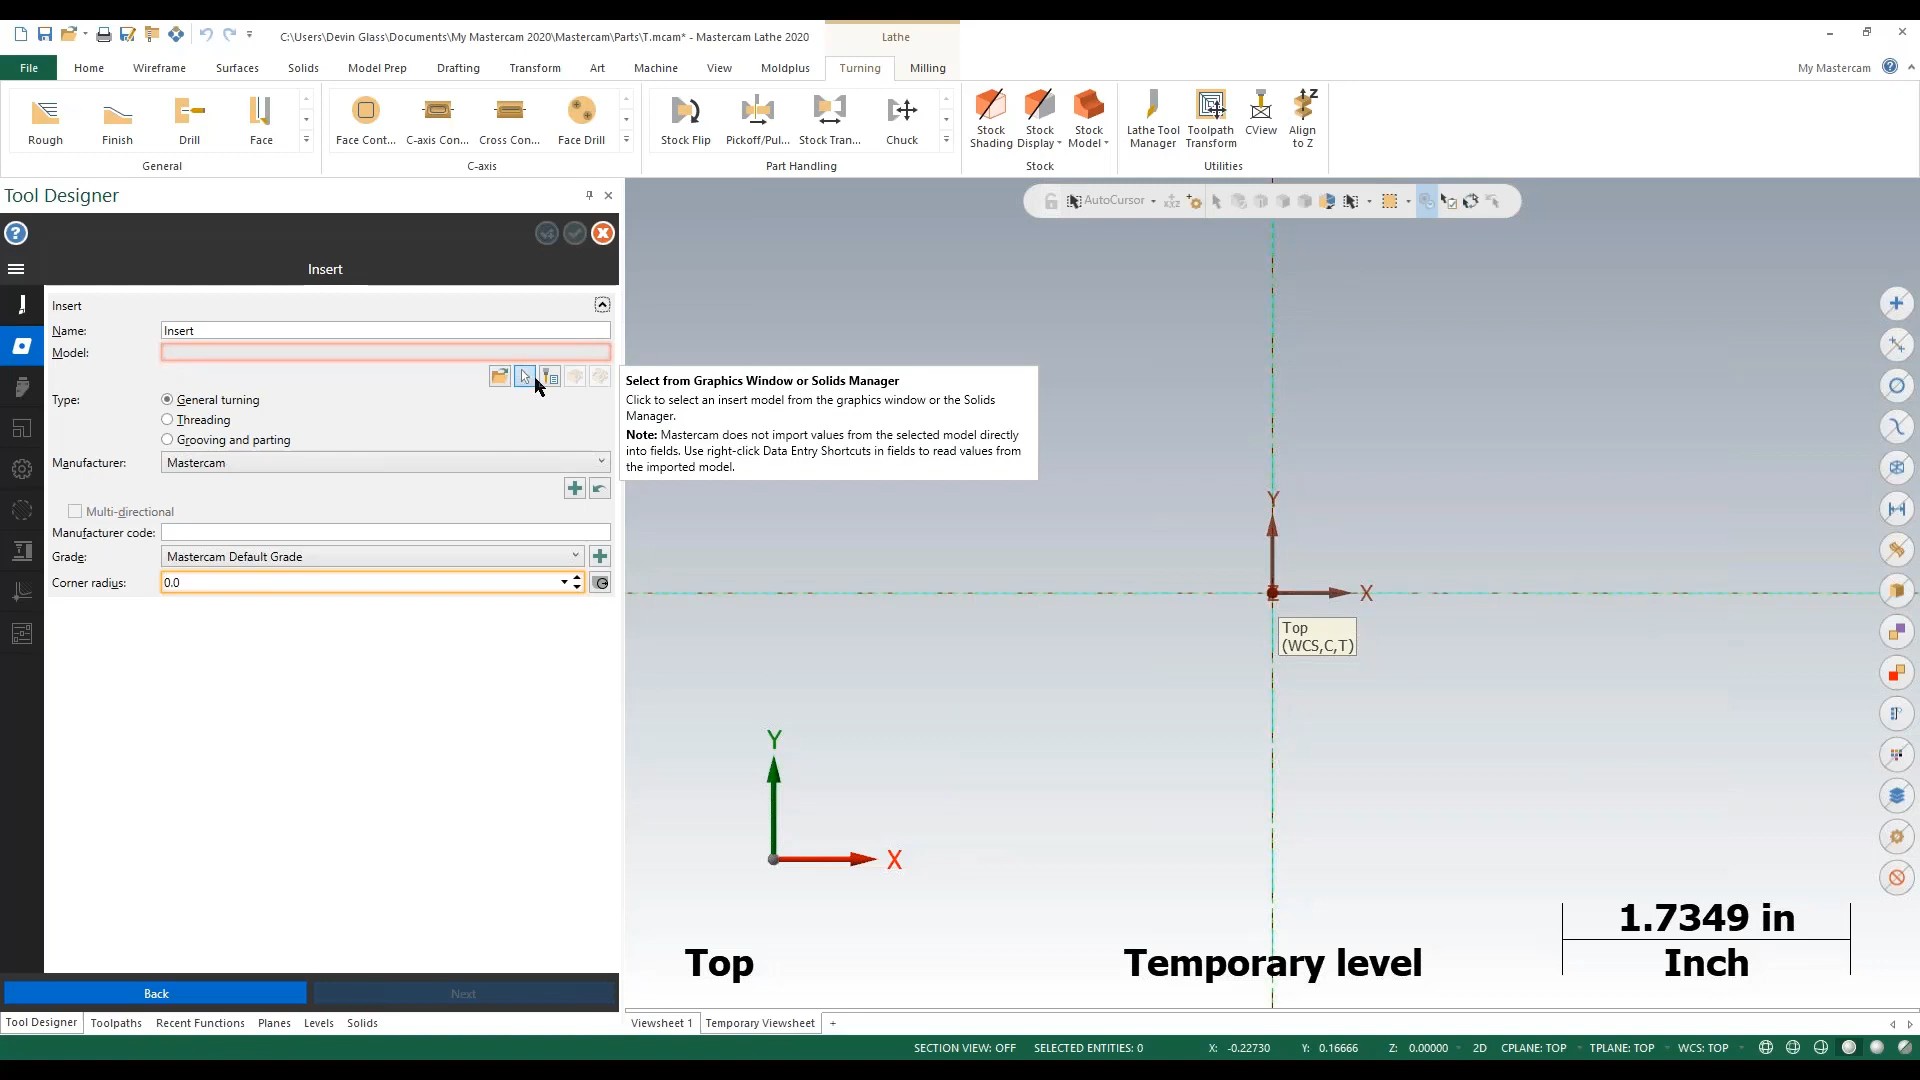 C:\Users\Devin Glass\Documents\My Mastercam 2020\Mastercam\Parts\T.mcam* - Mastercam Lathe 2020
Lathe
File Home Wireframe Surfaces Solids Model Prep Drafting Transform Art Machine View Moldplus Turning Milling My Mastercam
Rough Finish Drill Face
General
Face Cont... C-axis Con... Cross Con... Face Drill
C-axis
Stock Flip Pickoff/Pul... Stock Tran... Chuck
Part Handling
Stock Shading
Stock Display
Stock Model
Stock
Lathe Tool Manager
Toolpath Transform
CView
Align to Z
Utilities
Tool Designer
AutoCursor
Insert
Insert
Name: Insert
Model:
Type: General turning
Threading
Grooving and parting
Manufacturer: Mastercam
Multi-directional
Manufacturer code:
Grade: Mastercam Default Grade
Corner radius: 0.0
Select from Graphics Window or Solids Manager
Click to select an insert model from the graphics window or the Solids
Manager.
Note: Mastercam does not import values from the selected model directly
into fields. Use right-click Data Entry Shortcuts in fields to read values from
the imported model.
Y
X
Top
(WCS,C,T)
Y
X
1.7349 in
Top Temporary level Inch
Back Next
Tool Designer Toolpaths Recent Functions Planes Levels Solids
Viewsheet 1 Temporary Viewsheet +
SECTION VIEW: OFF SELECTED ENTITIES: 0 X: -0.22730 Y: 0.16666 Z: 0.00000 2D CPLANE: TOP TPLANE: TOP WCS: TOP